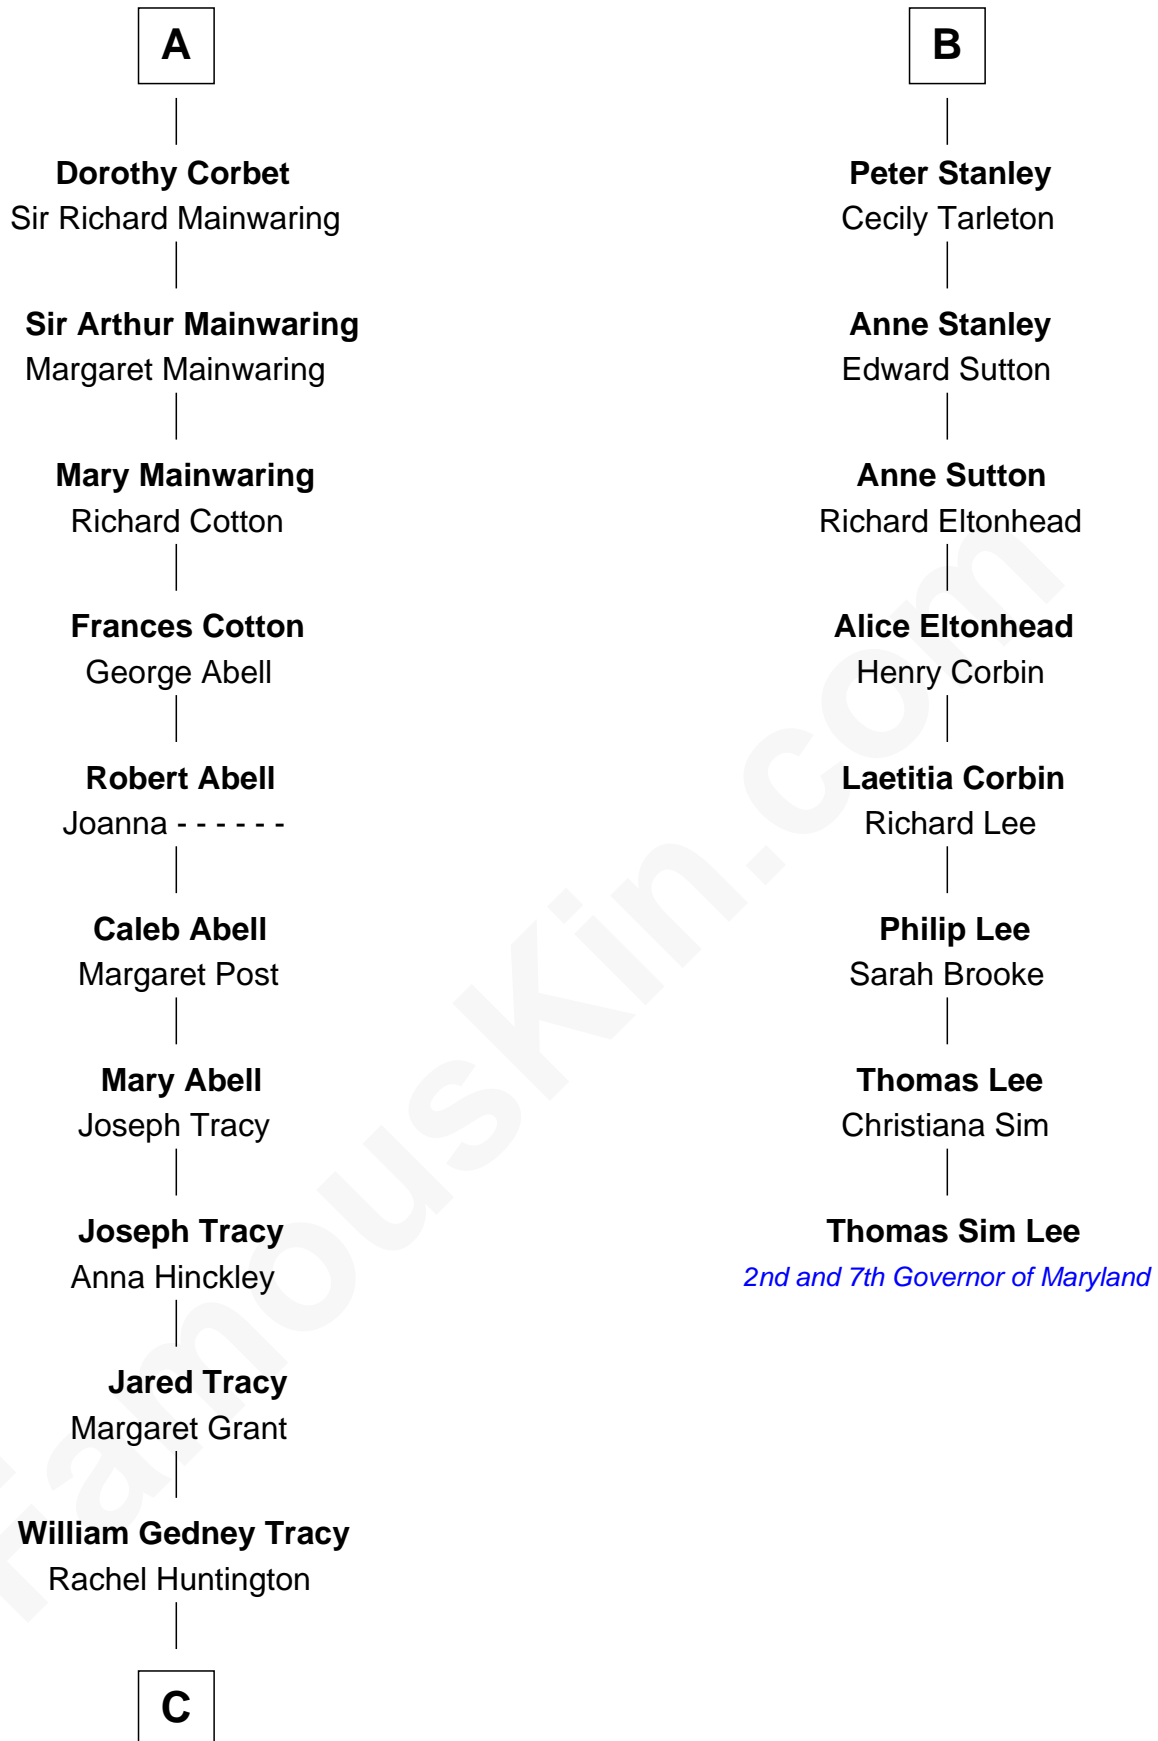 A
Dorothy Corbet
Sir Richard Mainwaring
Sir Arthur Mainwaring
Margaret Mainwaring
Mary Mainwaring
Richard Cotton
Frances Cotton
George Abell
Robert Abell
Joanna - - - - - -
Caleb Abell
Margaret Post
Mary Abell
Joseph Tracy
Joseph Tracy
Anna Hinckley
Jared Tracy
Margaret Grant
William Gedney Tracy
Rachel Huntington
C
B
Peter Stanley
Cecily Tarleton
Anne Stanley
Edward Sutton
Anne Sutton
Richard Eltonhead
Alice Eltonhead
Henry Corbin
Laetitia Corbin
Richard Lee
Philip Lee
Sarah Brooke
Thomas Lee
Christiana Sim
Thomas Sim Lee
2nd and 7th Governor of Maryland
FamousKin.com